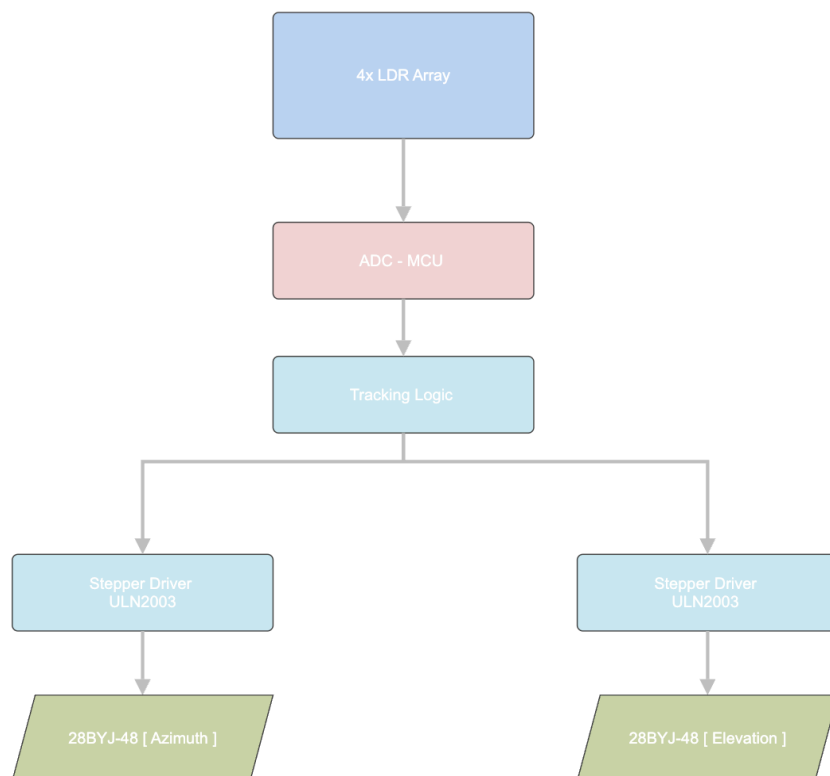 4x LDR Array
ADC - MCU
Tracking Logic
Stepper Driver
ULN2003
Stepper Driver
ULN2003
28BYJ-48 [ Azimuth ]
28BYJ-48 [ Elevation ]